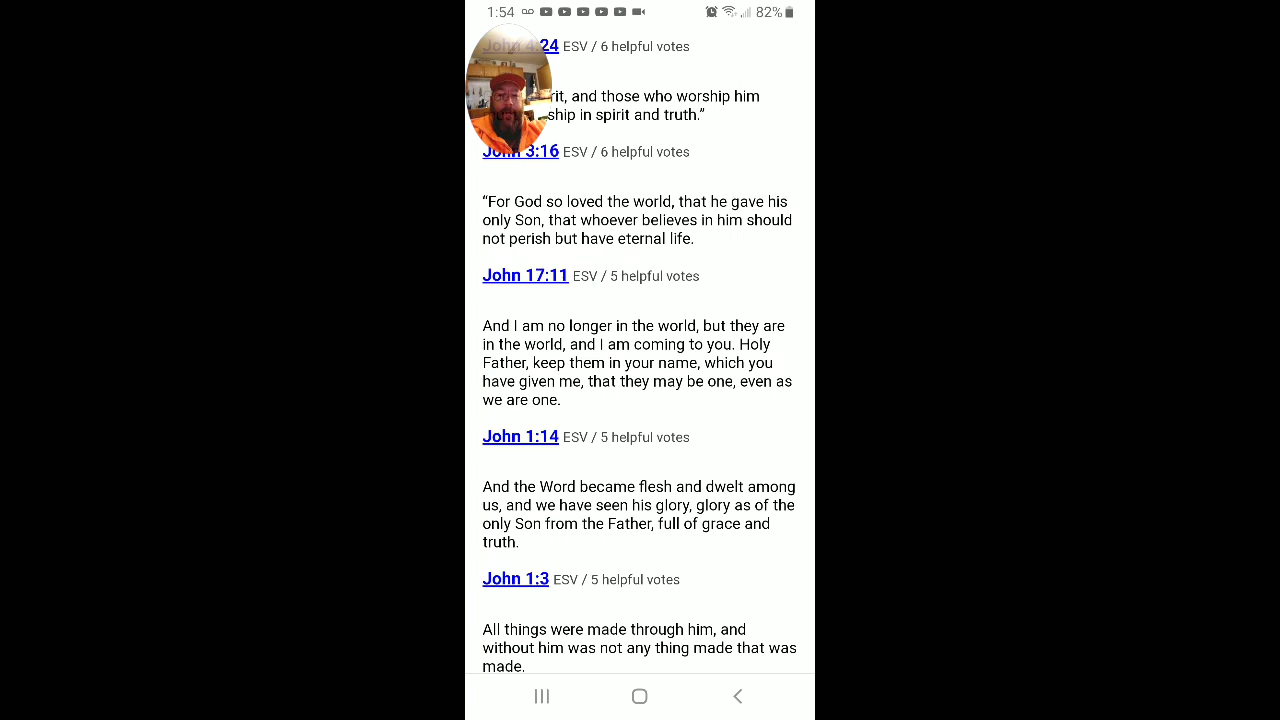 1:54 82%
John 4:24 ESV / 6 helpful votes
rit, and those who worship him
ship in spirit and truth.”
John 3:16 ESV / 6 helpful votes
“For God so loved the world, that he gave his
only Son, that whoever believes in him should
not perish but have eternal life.
John 17:11 ESV / 5 helpful votes
And I am no longer in the world, but they are
in the world, and I am coming to you. Holy
Father, keep them in your name, which you
have given me, that they may be one, even as
we are one.
John 1:14 ESV / 5 helpful votes
And the Word became flesh and dwelt among
us, and we have seen his glory, glory as of the
only Son from the Father, full of grace and
truth.
John 1:3 ESV / 5 helpful votes
All things were made through him, and
without him was not any thing made that was
made.